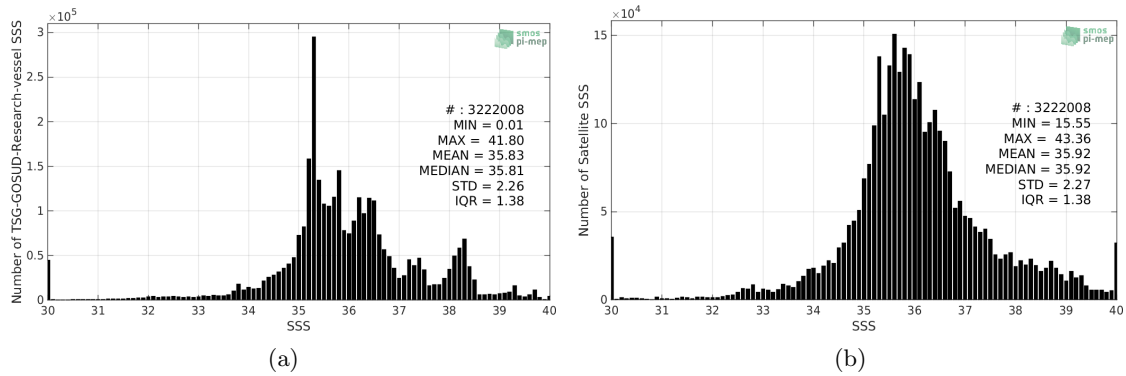 ×10⁵
3
2.5
2
1.5
1
0.5
0
Number of TSG-GOSUD-Research-vessel SSS
smos
pi-mep
# : 3222008
MIN = 0.01
MAX = 41.80
MEAN = 35.83
MEDIAN = 35.81
STD = 2.26
IQR = 1.38
30 31 32 33 34 35 36 37 38 39 40
SSS
(a)
×10⁴
15
10
5
0
Number of Satellite SSS
smos
pi-mep
# : 3222008
MIN = 15.55
MAX = 43.36
MEAN = 35.92
MEDIAN = 35.92
STD = 2.27
IQR = 1.38
30 31 32 33 34 35 36 37 38 39 40
SSS
(b)